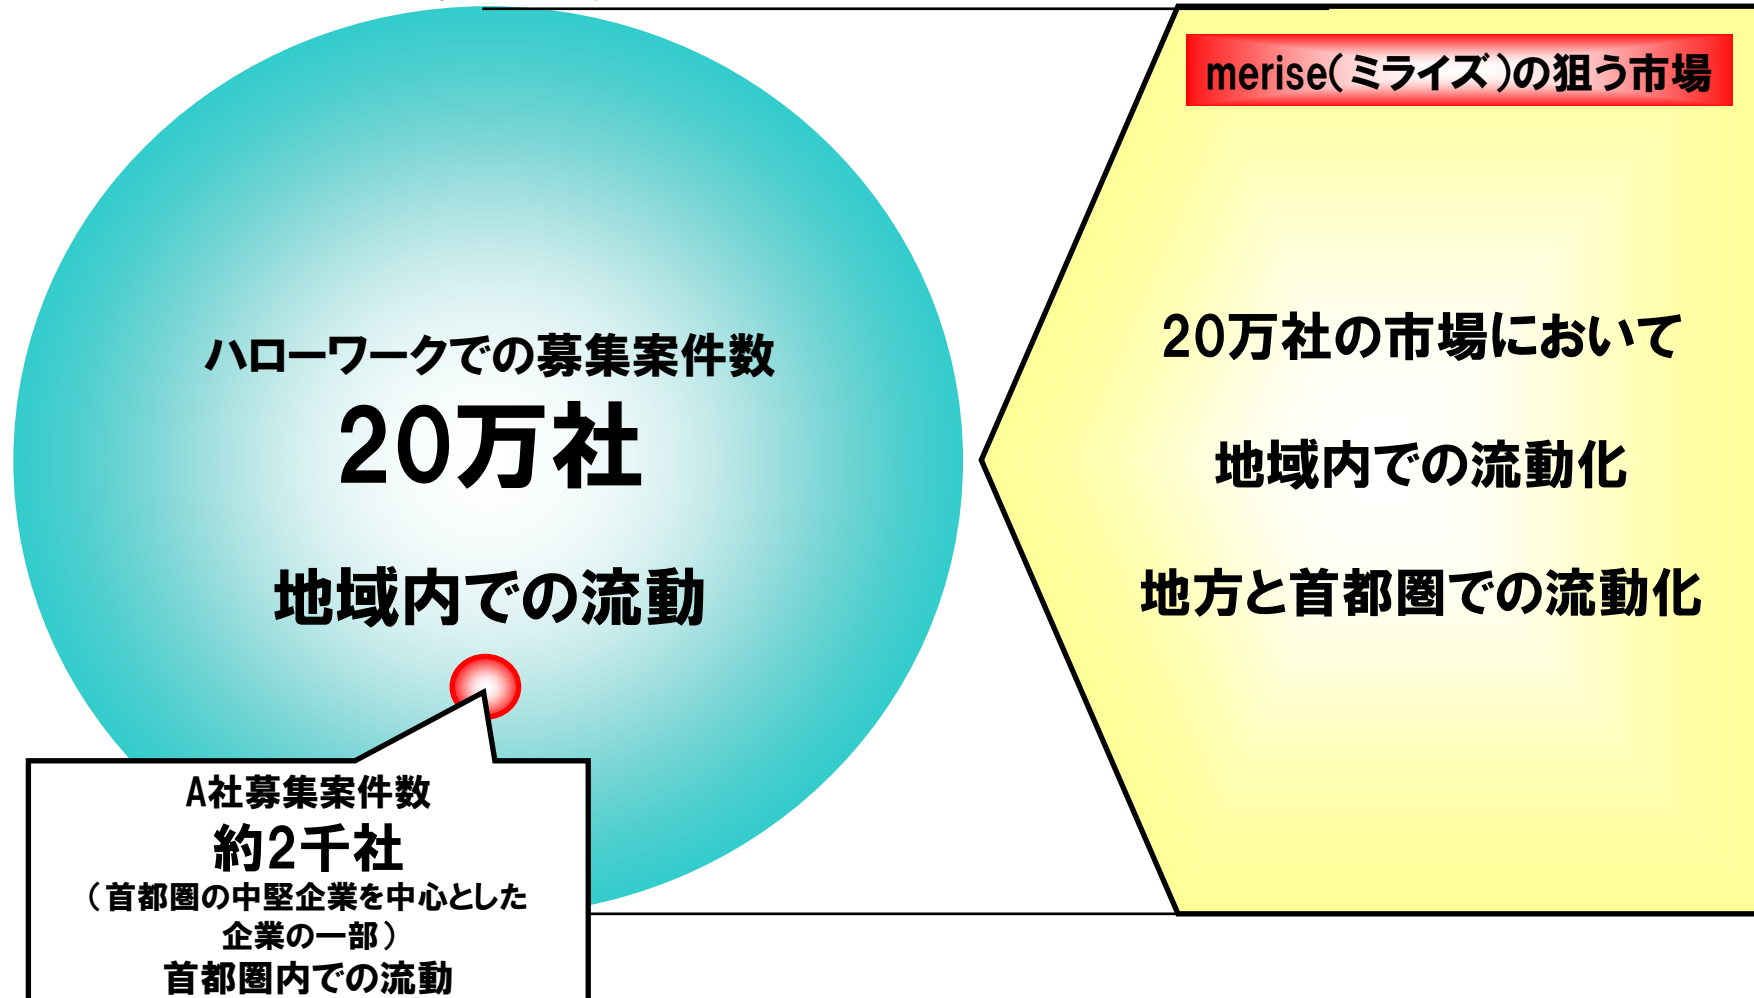 merise(ミライズ)の狙う市場
ハローワークでの募集案件数
20万社
地域内での流動
20万社の市場において
地域内での流動化
地方と首都圏での流動化
A社募集案件数
約2千社
(首都圏の中堅企業を中心とした
企業の一部)
首都圏内での流動